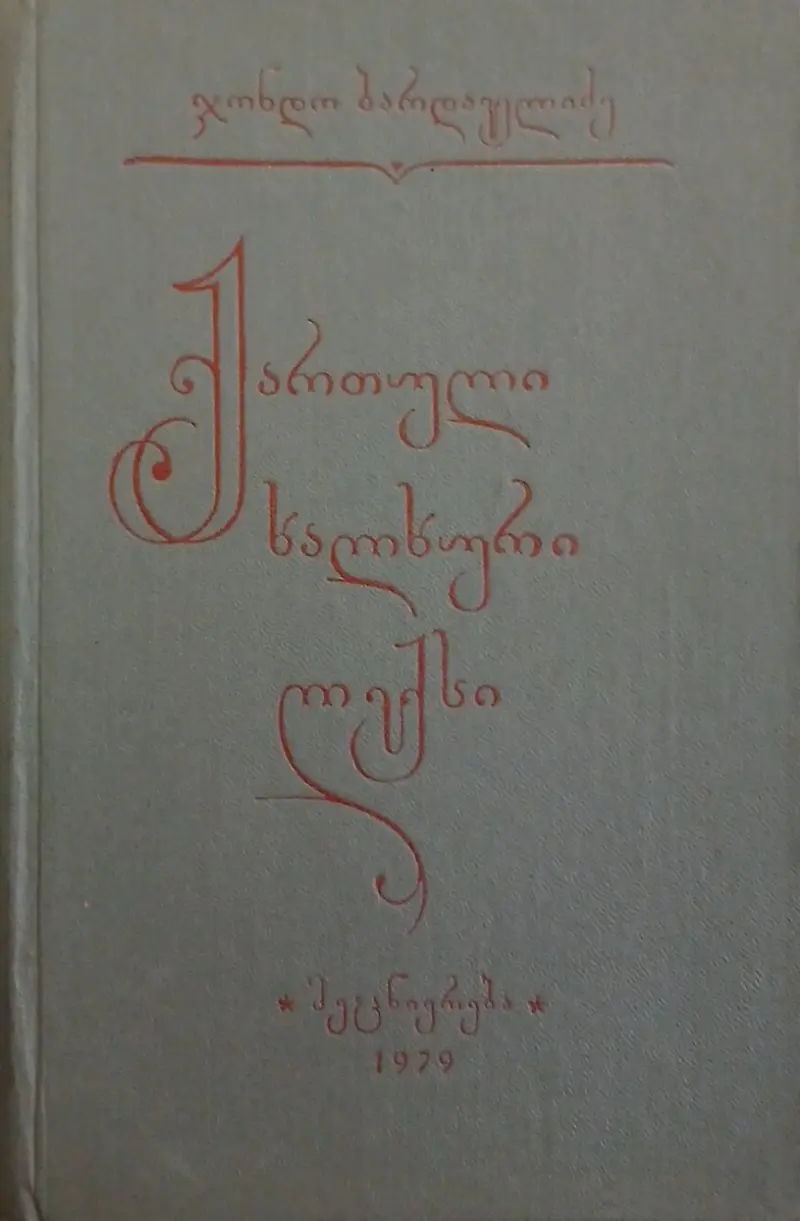 ჯონდო ბარდაველიძე
ქართული
ხალხური
ლექსი
* მეცნიერება *
1979